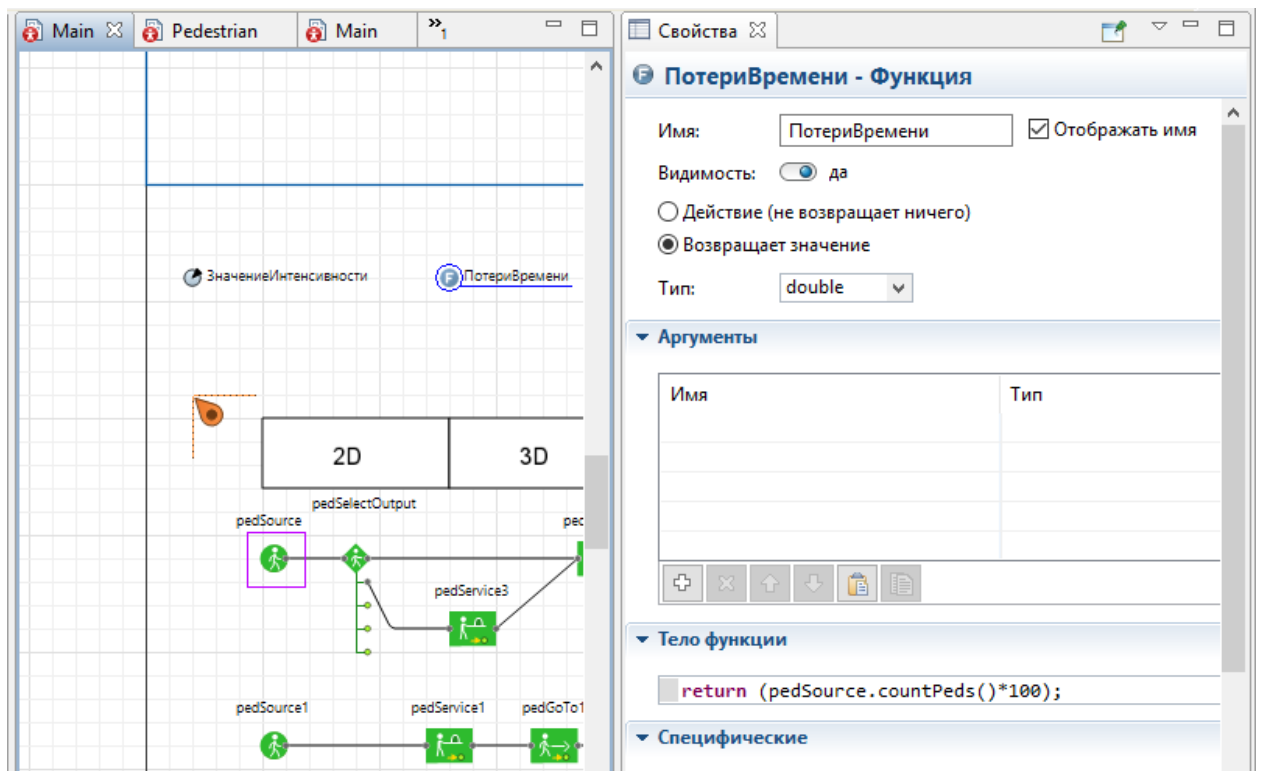 Main
Pedestrian
Main
»1
Свойства
ПотериВремени - Функция
Имя:
ПотериВремени
Отображать имя
Видимость:
да
Действие (не возвращает ничего)
Возвращает значение
Тип:
double
Аргументы
Имя
Тип
Тело функции
return (pedSource.countPeds()*100);
Специфические
ЗначениеИнтенсивности
F
ПотериВремени
2D
3D
pedSelectOutput
pedSource
pec
pedService3
pedSource1
pedService1
pedGoTo1